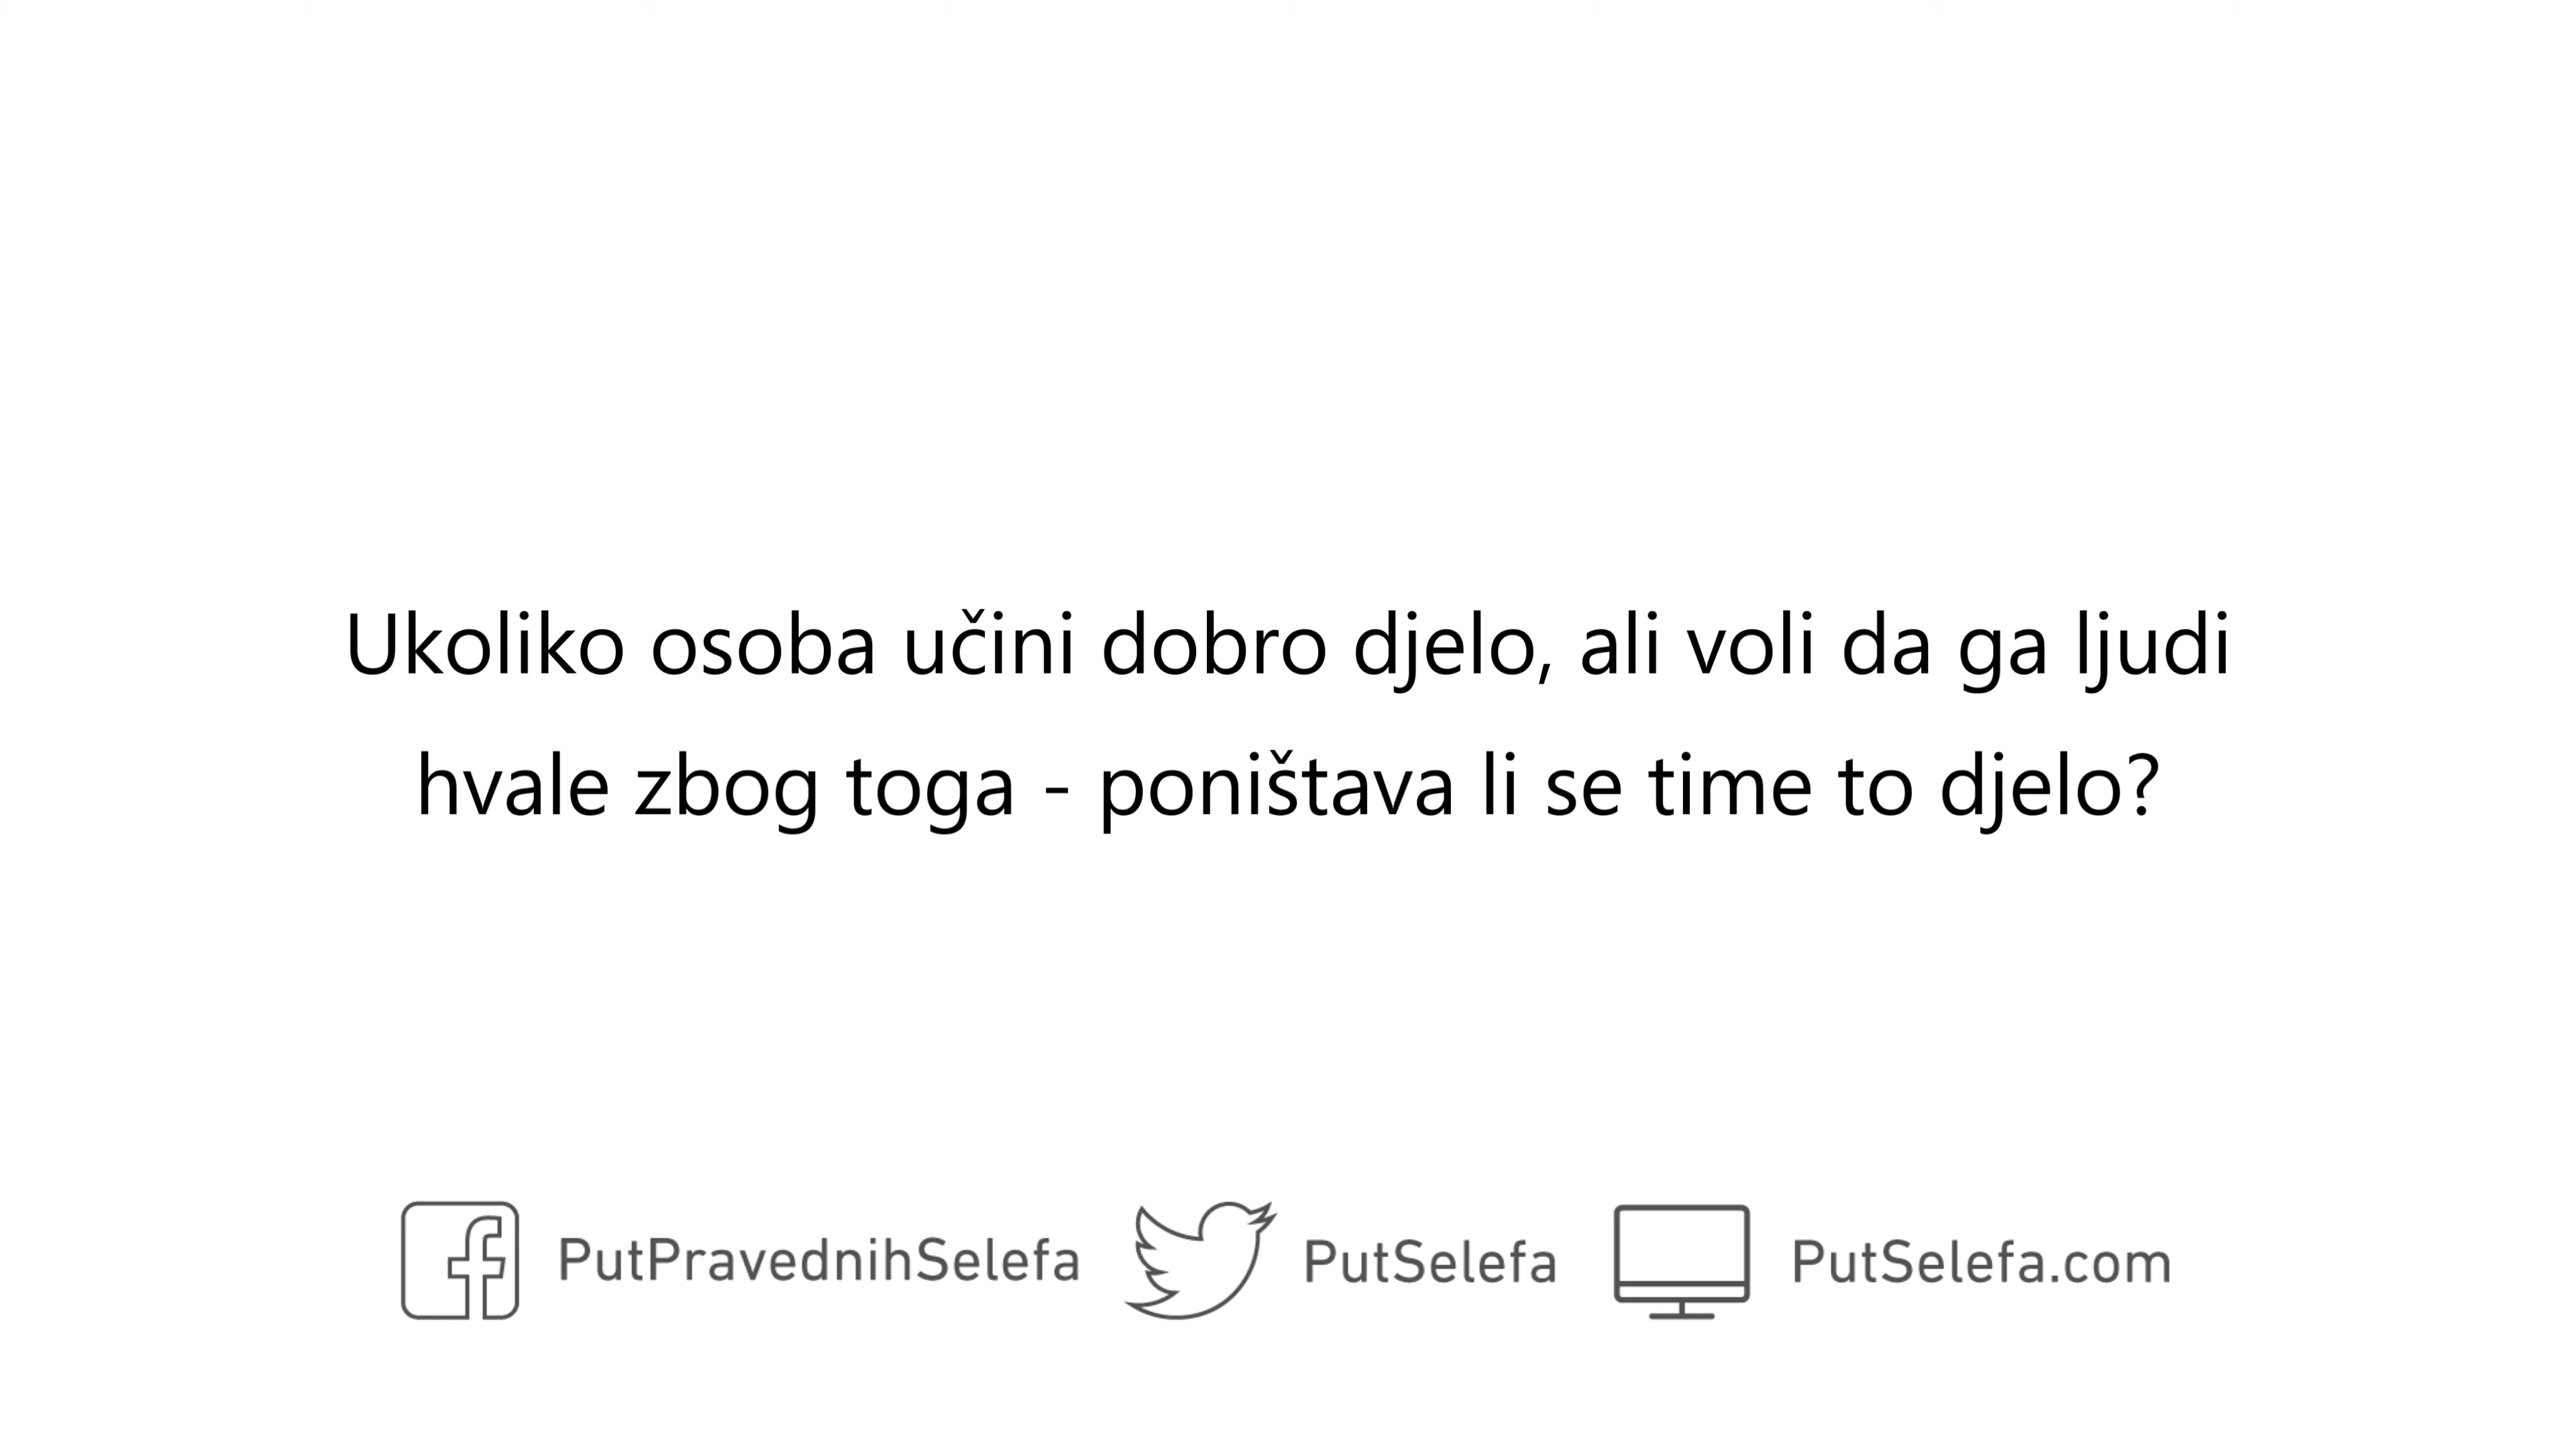 Ukoliko osoba učini dobro djelo, ali voli da ga ljudi
hvale zbog toga - poništava li se time to djelo?
PutPravednihSelefa PutSelefa PutSelefa.com